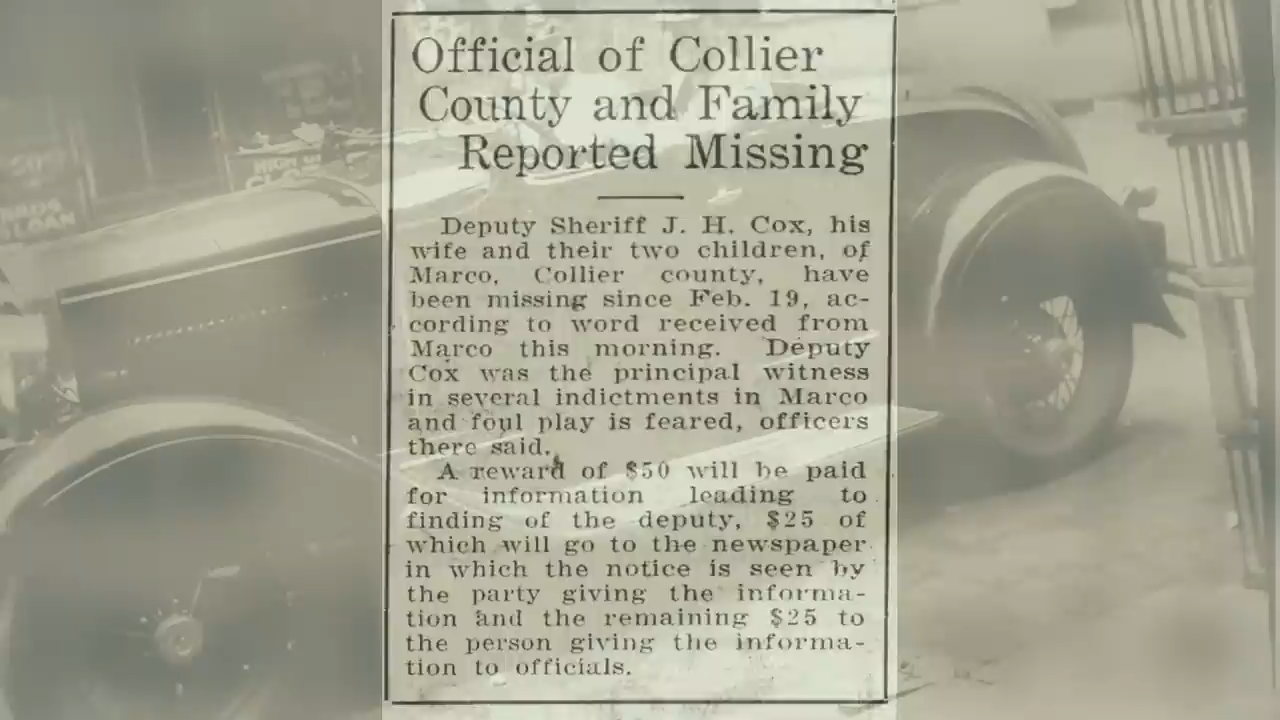 Official of Collier
County and Family
Reported Missing
Deputy Sheriff J. H. Cox, his
wife and their two children, of
Marco, Collier county, have
been missing since Feb. 19, ac-
cording to word received from
Marco this morning. Deputy
Cox was the principal witness
in several indictments in Marco
and foul play is feared, officers
there said.
A reward of $50 will be paid
for information leading to
finding of the deputy, $25 of
which will go to the newspaper
in which the notice is seen by
the party giving the informa-
tion and the remaining $25 to
the person giving the informa-
tion to officials.